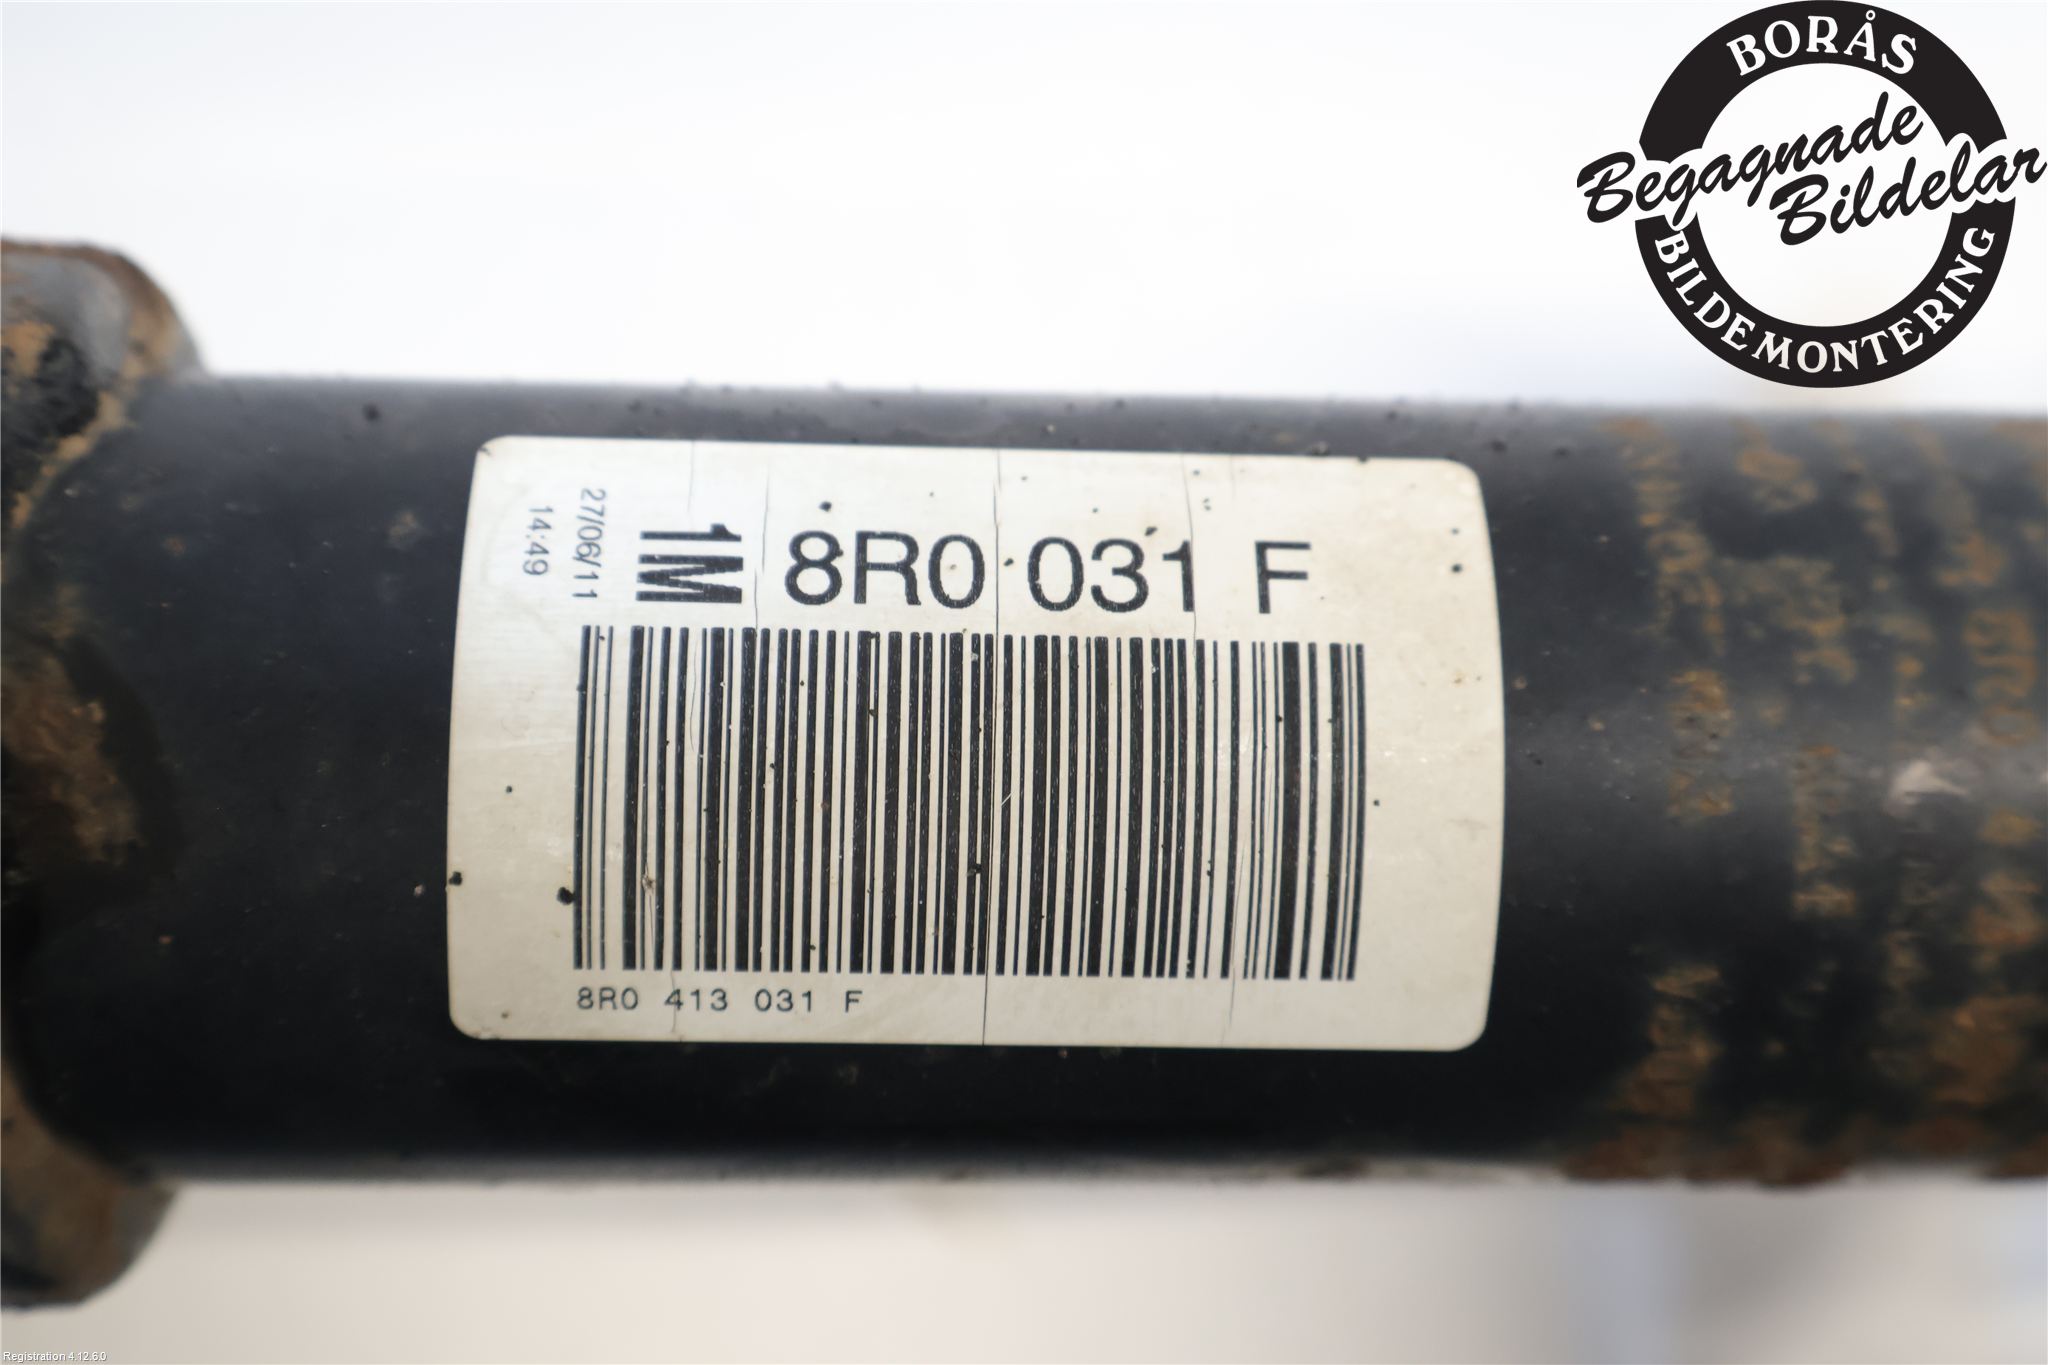 BORÅS
Begagnade
Bildelar
BILDEMONTERING
27/06/11
14:49
1M
8R0 031 F
8R0 413 031 F
Registration 4.12.6.0